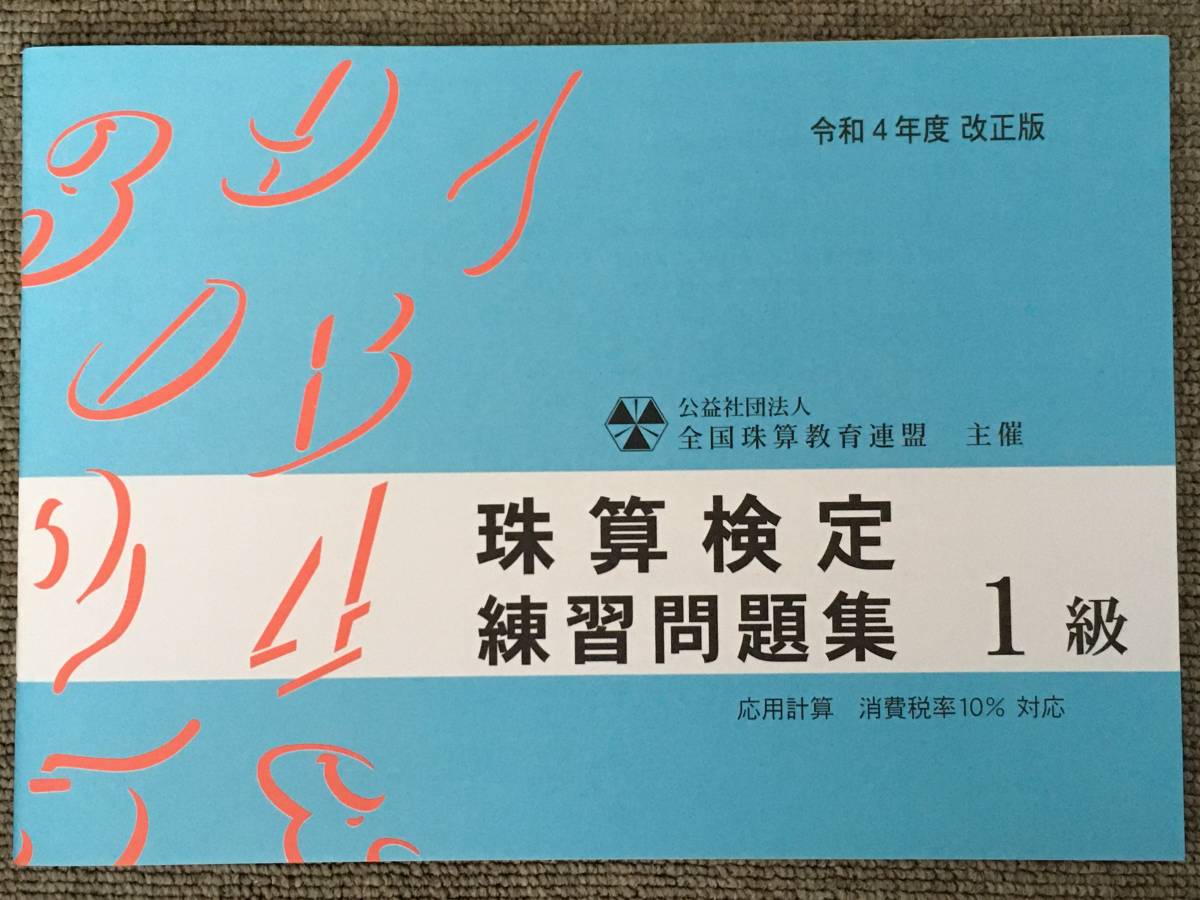 令和4年度 改正版
公益社団法人
全国珠算教育連盟　主催
珠算検定
練習問題集　1級
応用計算　消費税率10% 対応